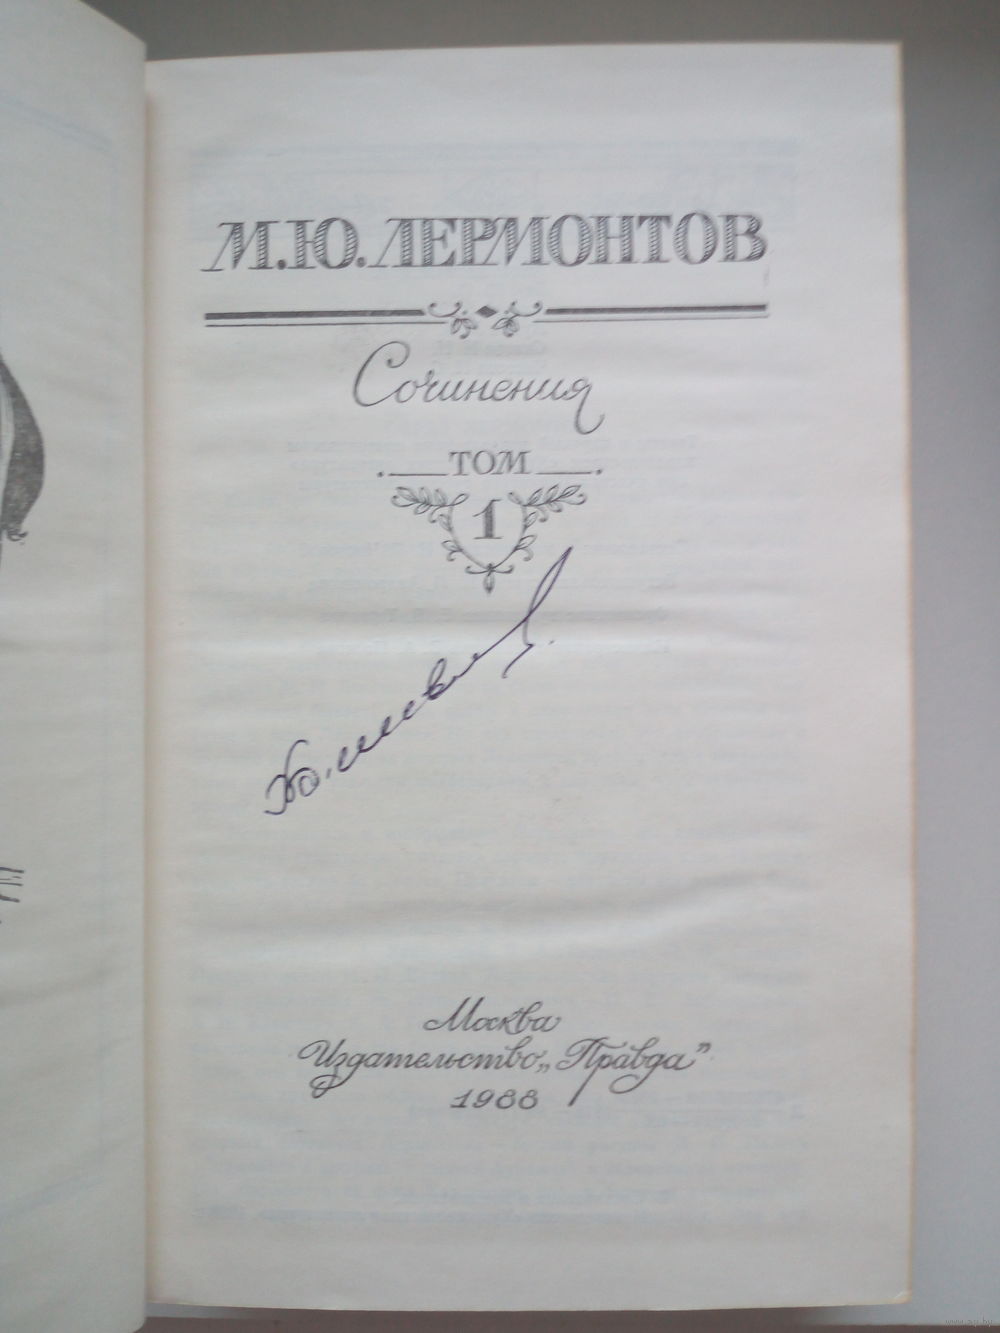 М.Ю. ЛЕРМОНТОВ
Сочинения
ТОМ
1
Москва
Издательство „Правда”
1988